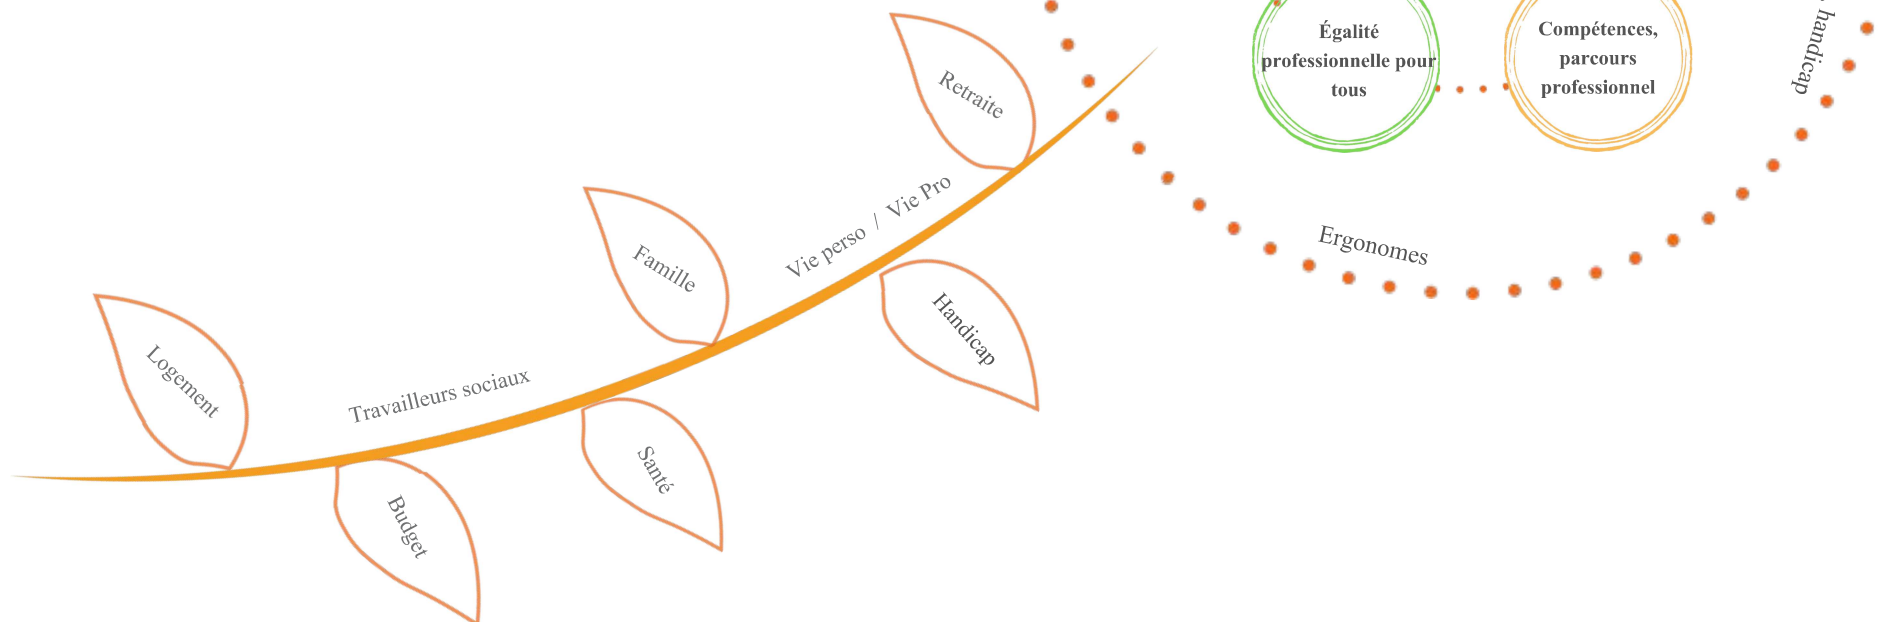 Égalité
professionnelle pour
tous
Compétences,
parcours
professionnel
handicap
Retraite
Vie perso / Vie Pro
Ergonomes
Famille
Handicap
Logement
Travailleurs sociaux
Santé
Budget